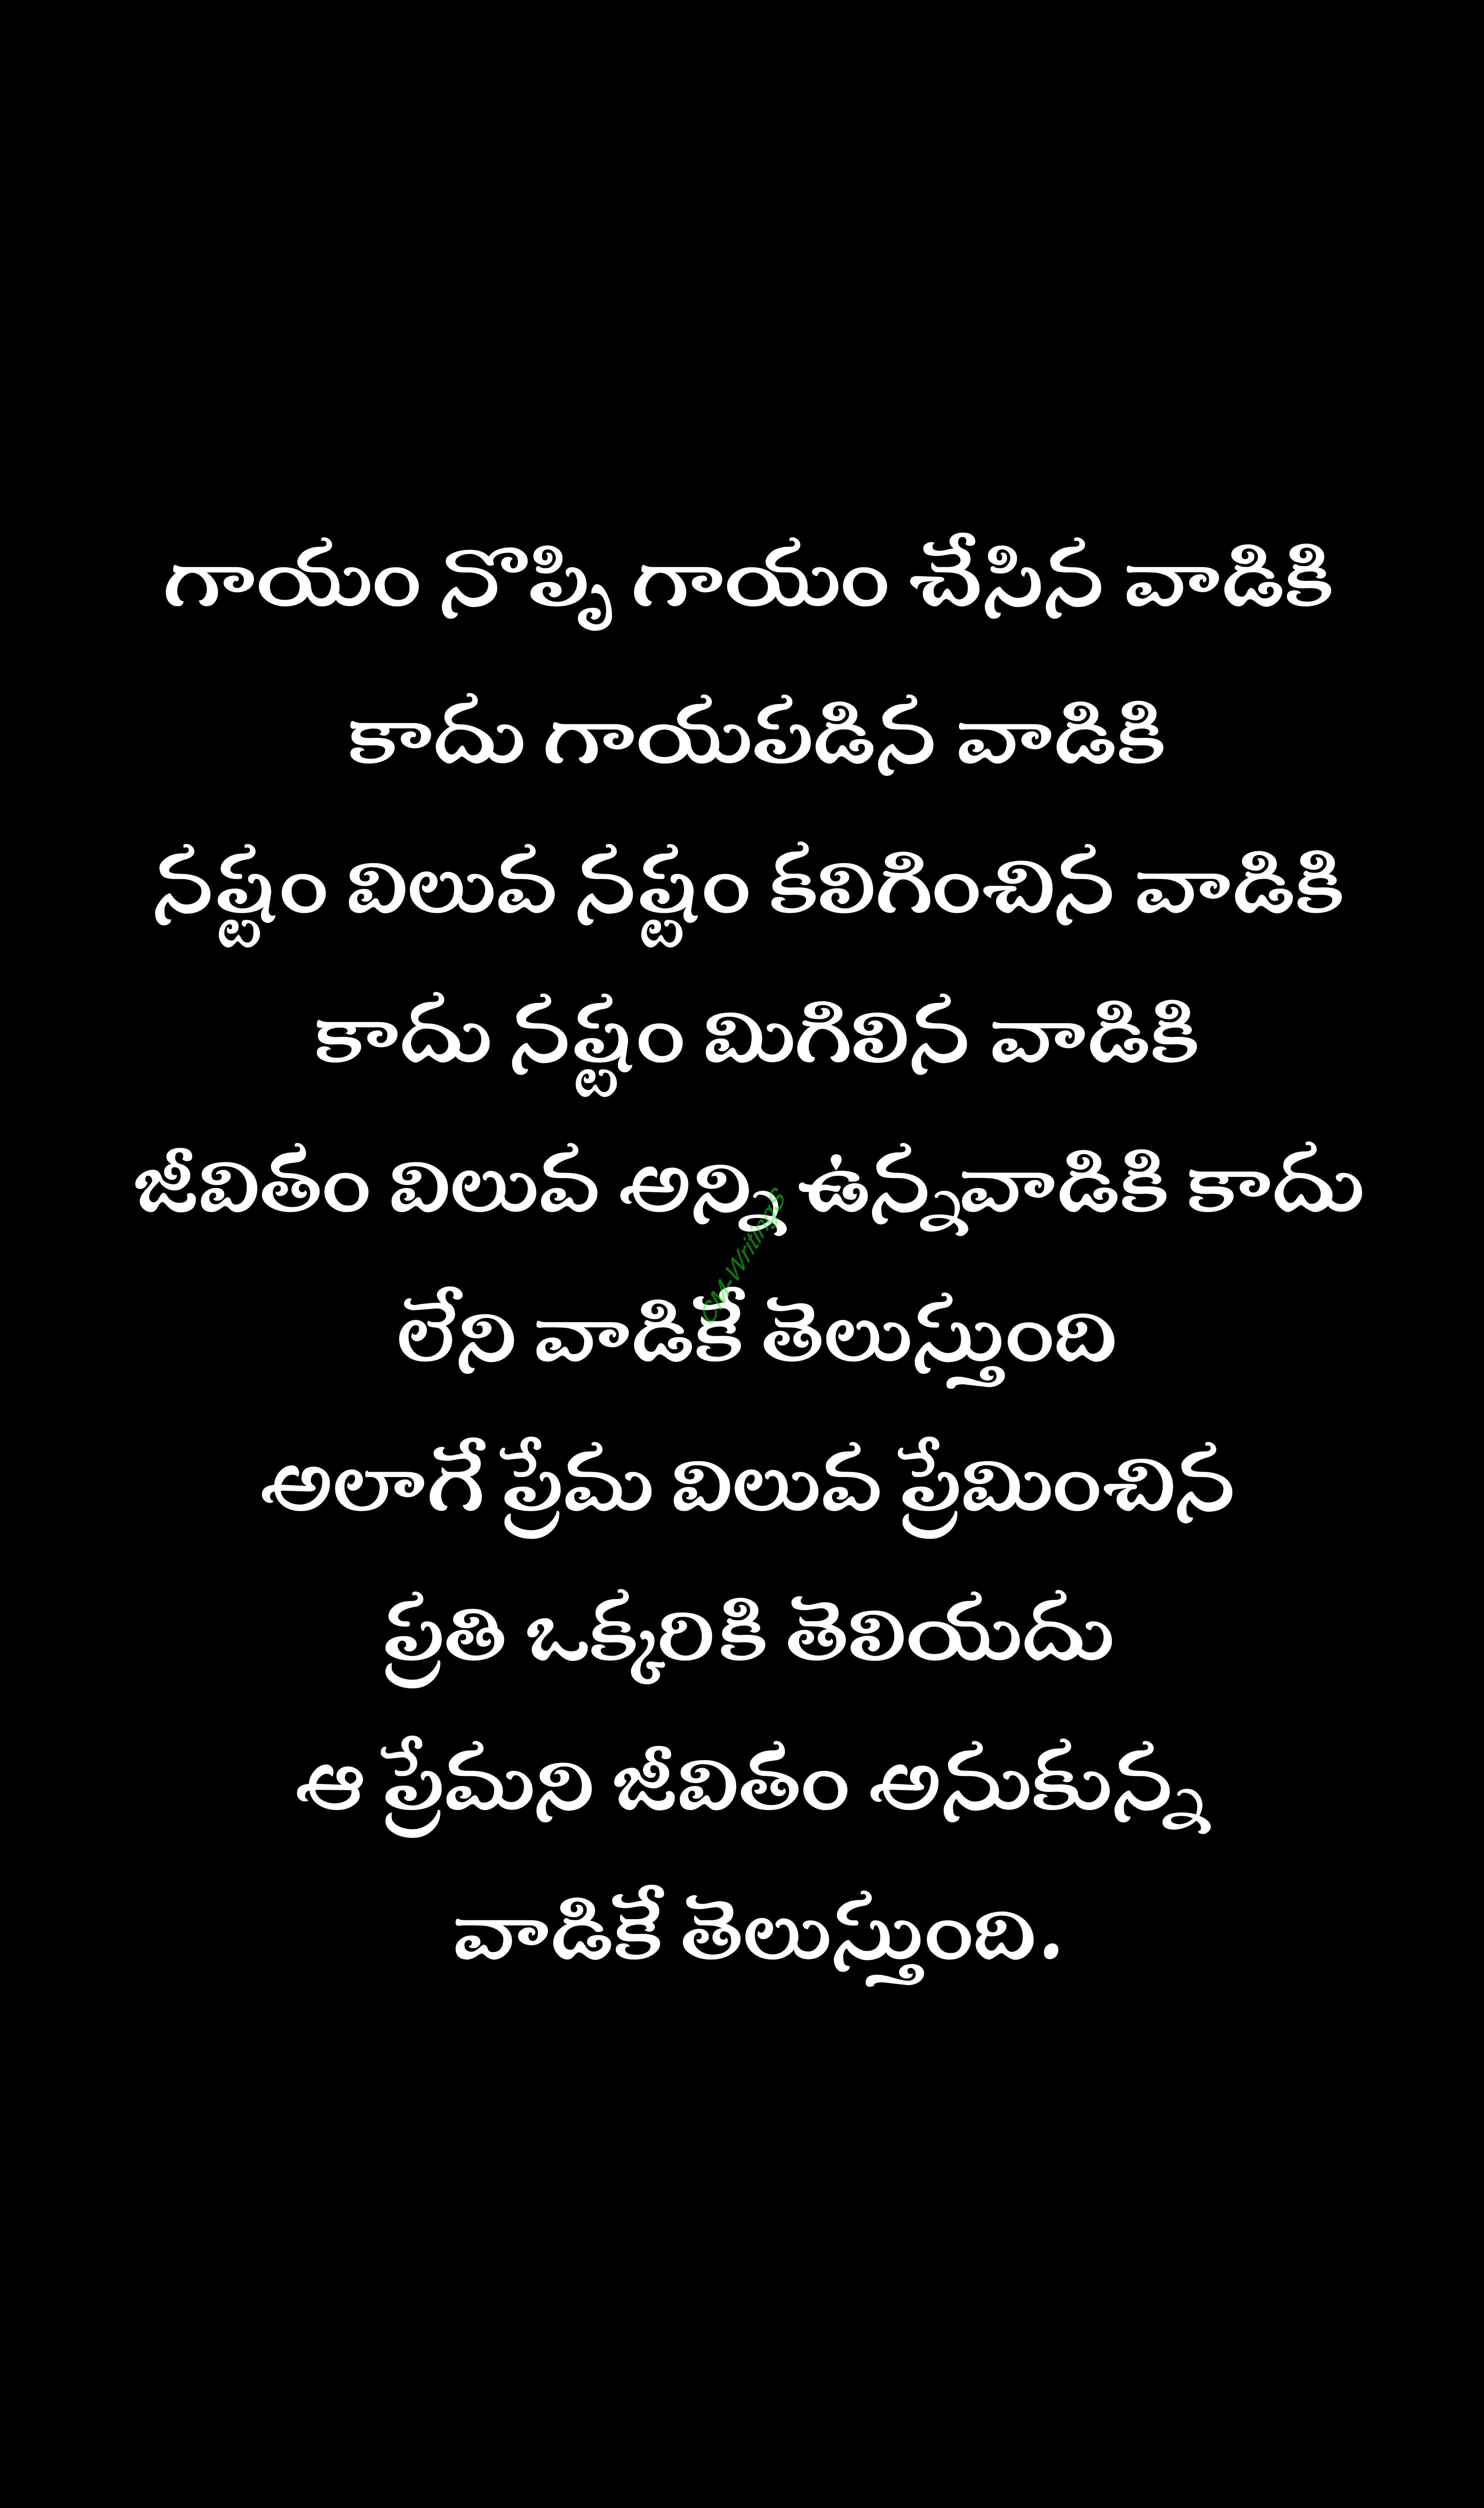 గాయం నొప్పి గాయం చేసిన వాడికి
కాదు గాయపడిన వాడికి
నష్టం విలువ నష్టం కలిగించిన వాడికి
కాదు నష్టం మిగిలిన వాడికి
జీవితం విలువ అన్ని ఉన్నవాడికి కాదు
లేని వాడికే తెలుస్తుంది
అలాగే ప్రేమ విలువ ప్రేమించిన
ప్రతి ఒక్కరికి తెలియదు
ఆ ప్రేమని జీవితం అనుకున్న
వాడికే తెలుస్తుంది.